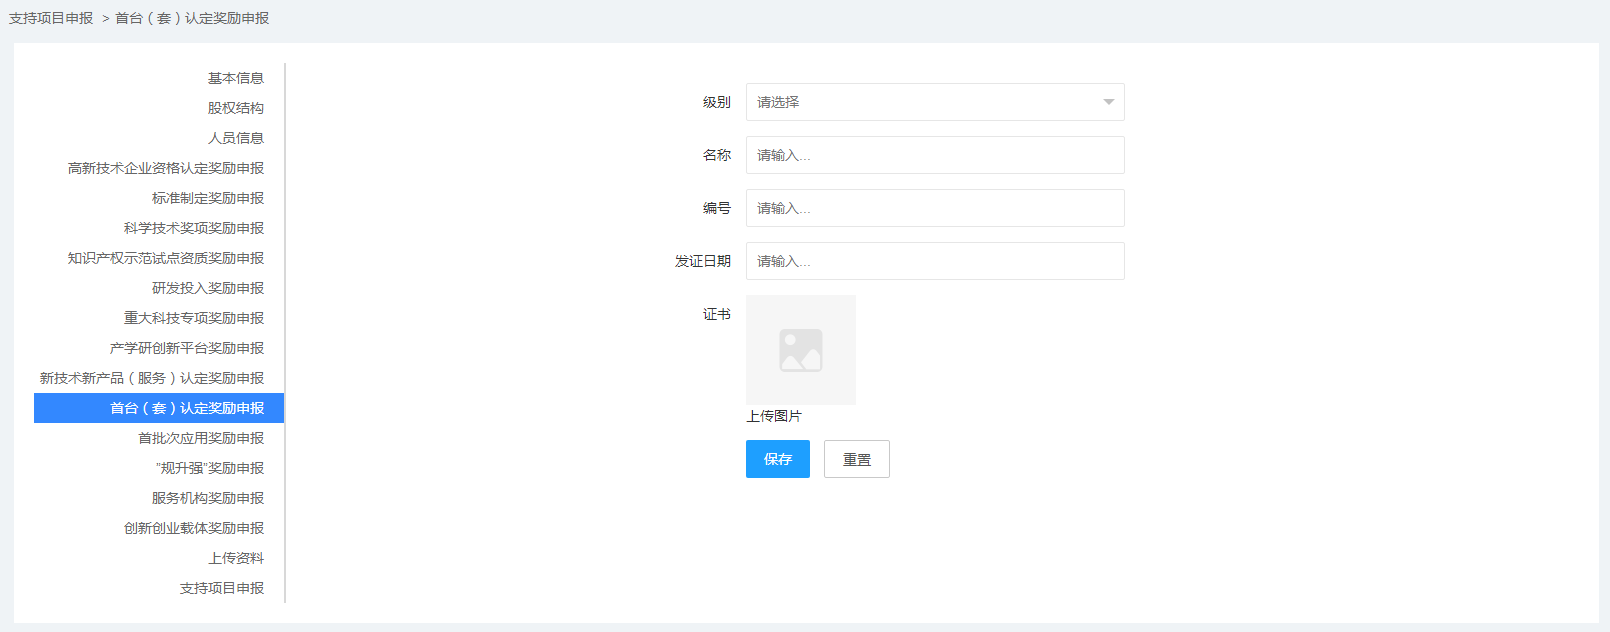 支持项目申报 > 首台（套）认定奖励申报
基本信息
股权结构
人员信息
高新技术企业资格认定奖励申报
标准制定奖励申报
科学技术奖项奖励申报
知识产权示范试点资质奖励申报
研发投入奖励申报
重大科技专项奖励申报
产学研创新平台奖励申报
新技术新产品（服务）认定奖励申报
首台（套）认定奖励申报
首批次应用奖励申报
"规升强"奖励申报
服务机构奖励申报
创新创业载体奖励申报
上传资料
支持项目申报
级别 请选择
名称 请输入...
编号 请输入...
发证日期 请输入...
证书
上传图片
保存 重置